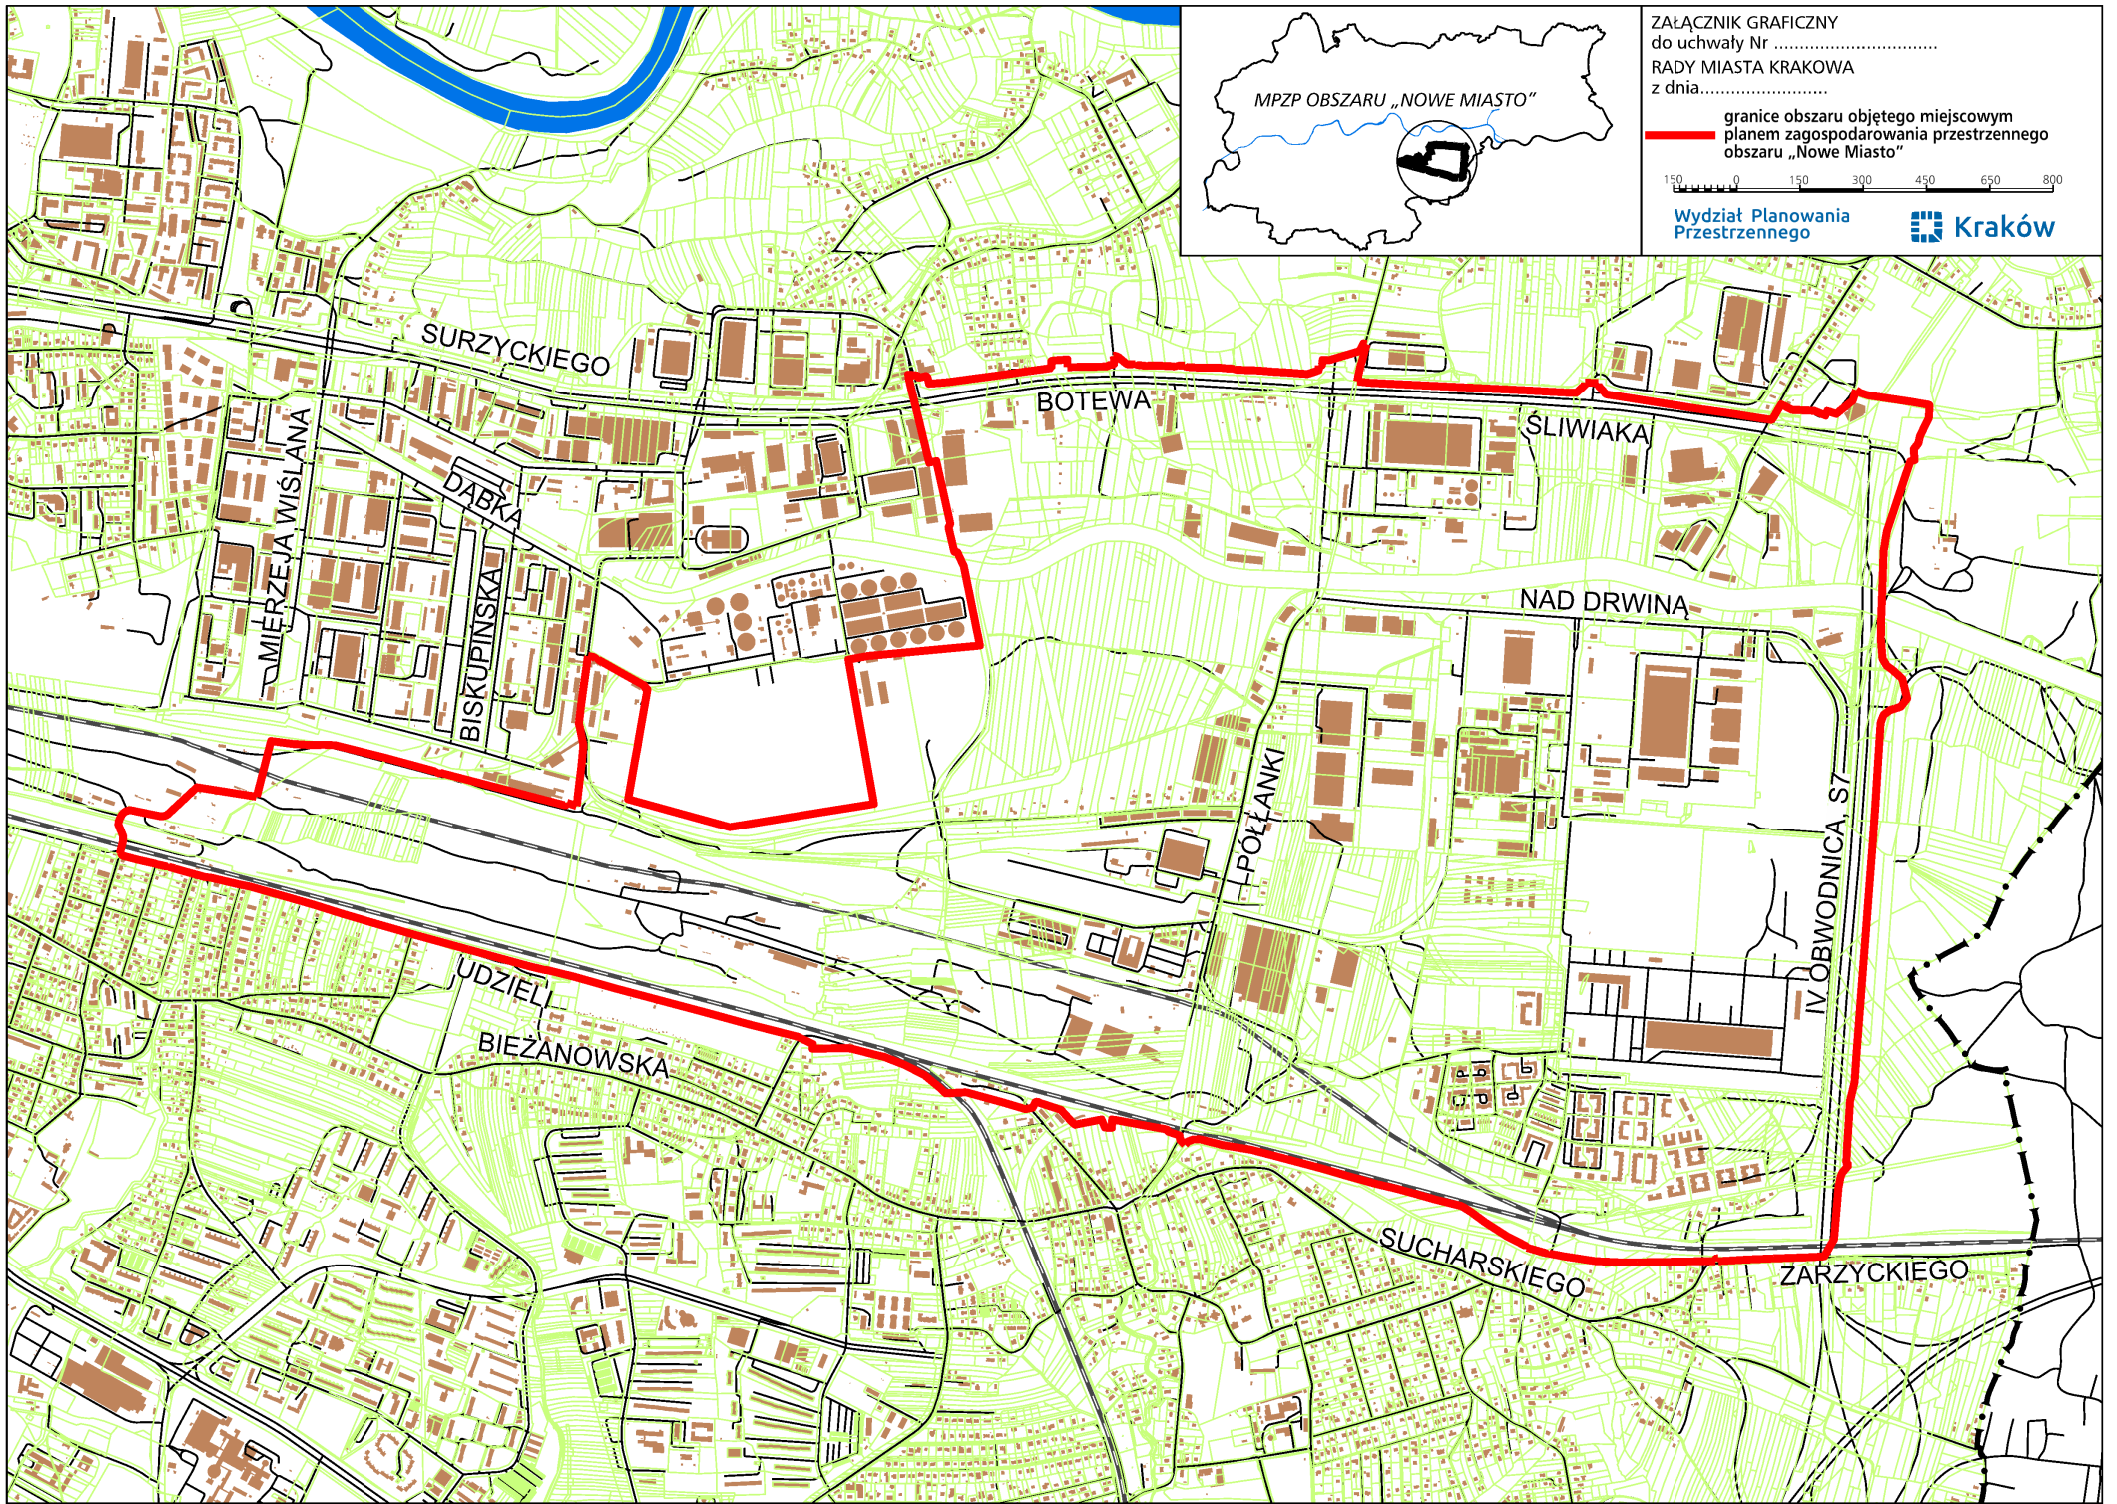 MPZP OBSZARU „NOWE MIASTO”
ZAŁĄCZNIK GRAFICZNY
do uchwały Nr ................................
RADY MIASTA KRAKOWA
z dnia.........................
granice obszaru objętego miejscowym
planem zagospodarowania przestrzennego
obszaru „Nowe Miasto”
150 0 150 300 450 650 800
Wydział Planowania
Przestrzennego
Kraków
SURZYCKIEGO
BOTEWA
ŚLIWIAKA
MIERZEJA WIŚLANA
DĄBKA
BISKUPIŃSKA
NAD DRWINĄ
PÓŁŁANKI
IV OBWODNICA, S7
UDZIELI
BIEŻANOWSKA
SUCHARSKIEGO
ZARZYCKIEGO